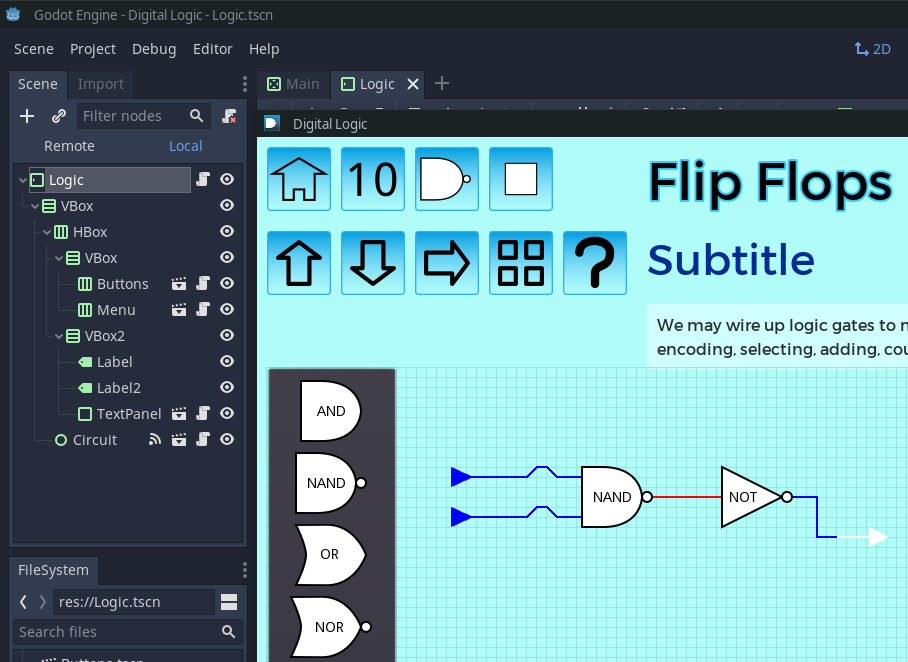 Godot Engine - Digital Logic - Logic.tscn
Scene Project Debug Editor Help 2D
Scene Import
Main Logic
Filter nodes
Remote Local
Digital Logic
Logic
VBox
HBox
VBox
Buttons
Menu
VBox2
Label
Label2
TextPanel
Circuit
10
Flip Flops
?
Subtitle
We may wire up logic gates to
encoding, selecting, adding,
AND
NAND
OR
NOR
NAND
NOT
FileSystem
res://Logic.tscn
Search files